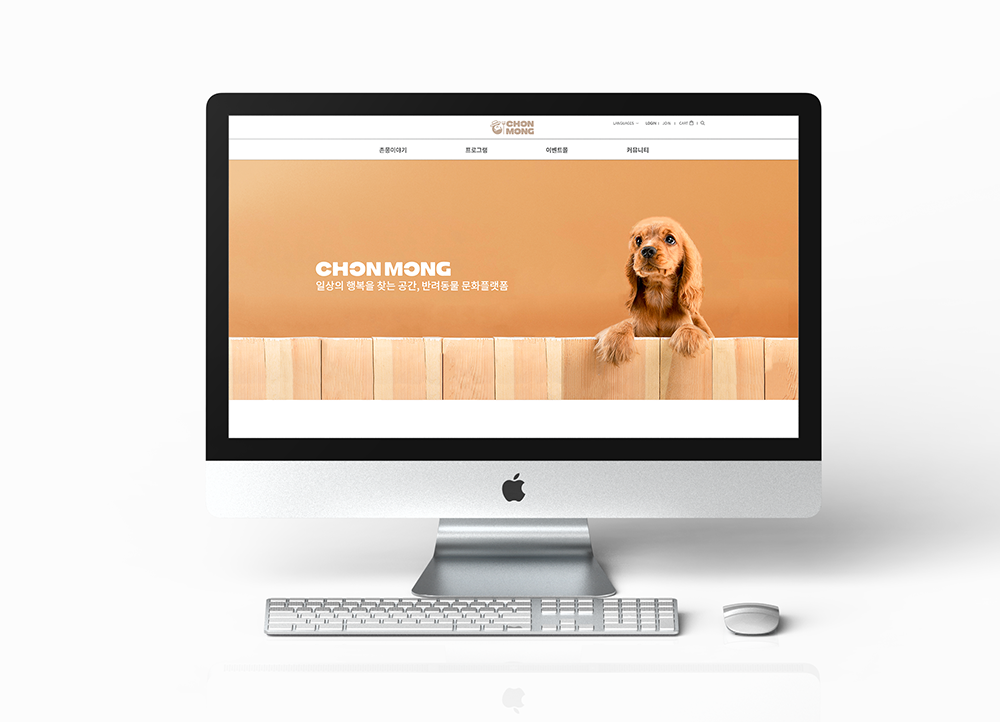 CHON
MONG
LANGUAGES
LOGIN | JOIN | CART |
촌몽이야기 프로그램 이벤트몰 커뮤니티
CHON MONG
일상의 행복을 찾는 공간, 반려동물 문화플랫폼